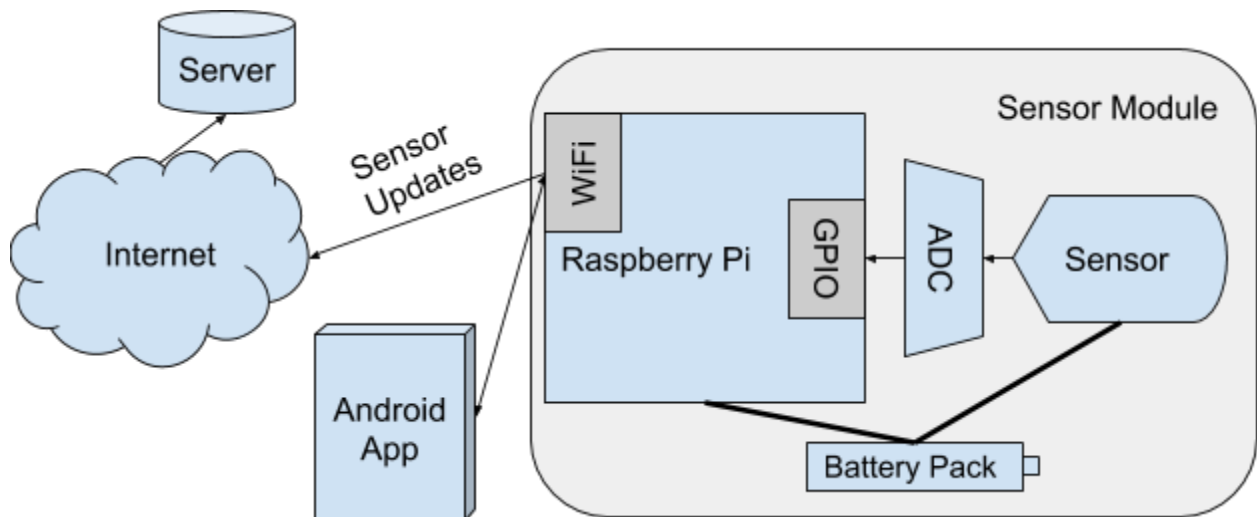 Server
Sensor
Updates
Internet
Android
App
Sensor Module
WiFi
Raspberry Pi
GPIO
ADC
Sensor
Battery Pack